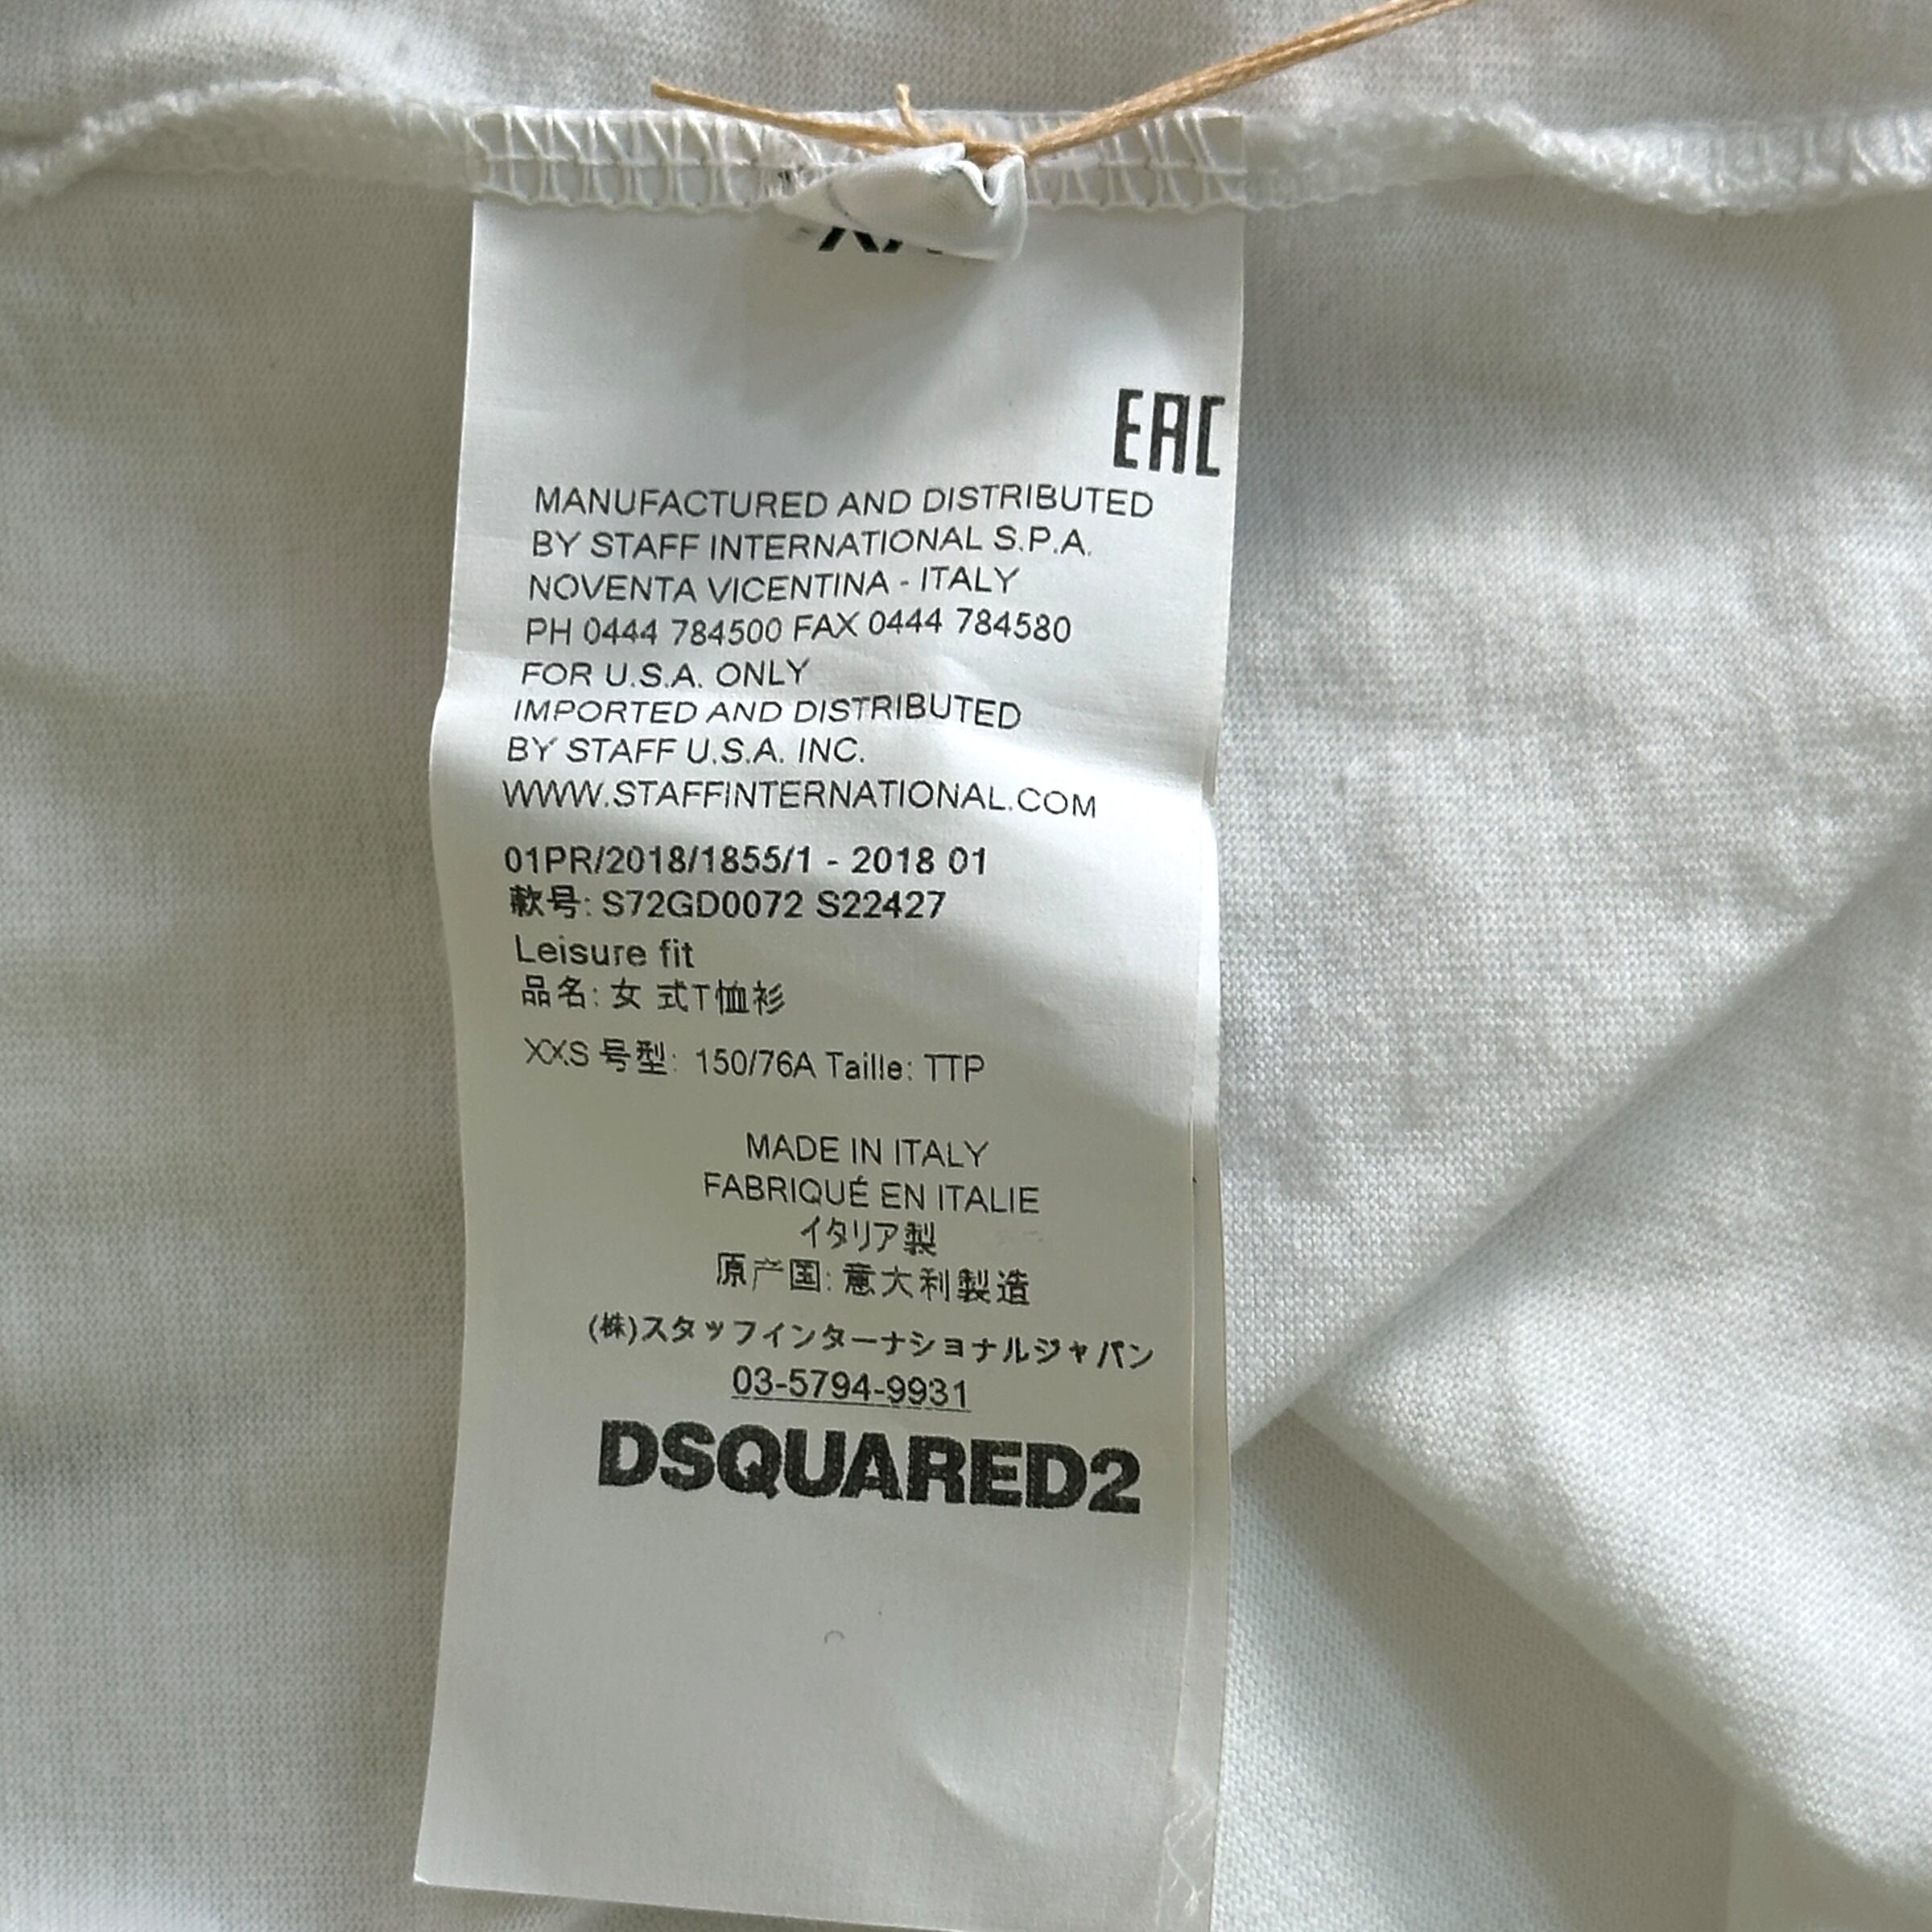 EAC
MANUFACTURED AND DISTRIBUTED
BY STAFF INTERNATIONAL S.P.A.
NOVENTA VICENTINA - ITALY
PH 0444 784500 FAX 0444 784580
FOR U.S.A. ONLY
IMPORTED AND DISTRIBUTED
BY STAFF U.S.A. INC.
WWW.STAFFINTERNATIONAL.COM
01PR/2018/1855/1 - 2018 01
款号: S72GD0072 S22427
Leisure fit
品名: 女 式T恤衫
XXS 号型: 150/76A Taille: TTP
MADE IN ITALY
FABRIQUÉ EN ITALIE
イタリア製
原产国: 意大利製造
(株)スタッフインターナショナルジャパン
03-5794-9931
DSQUARED2